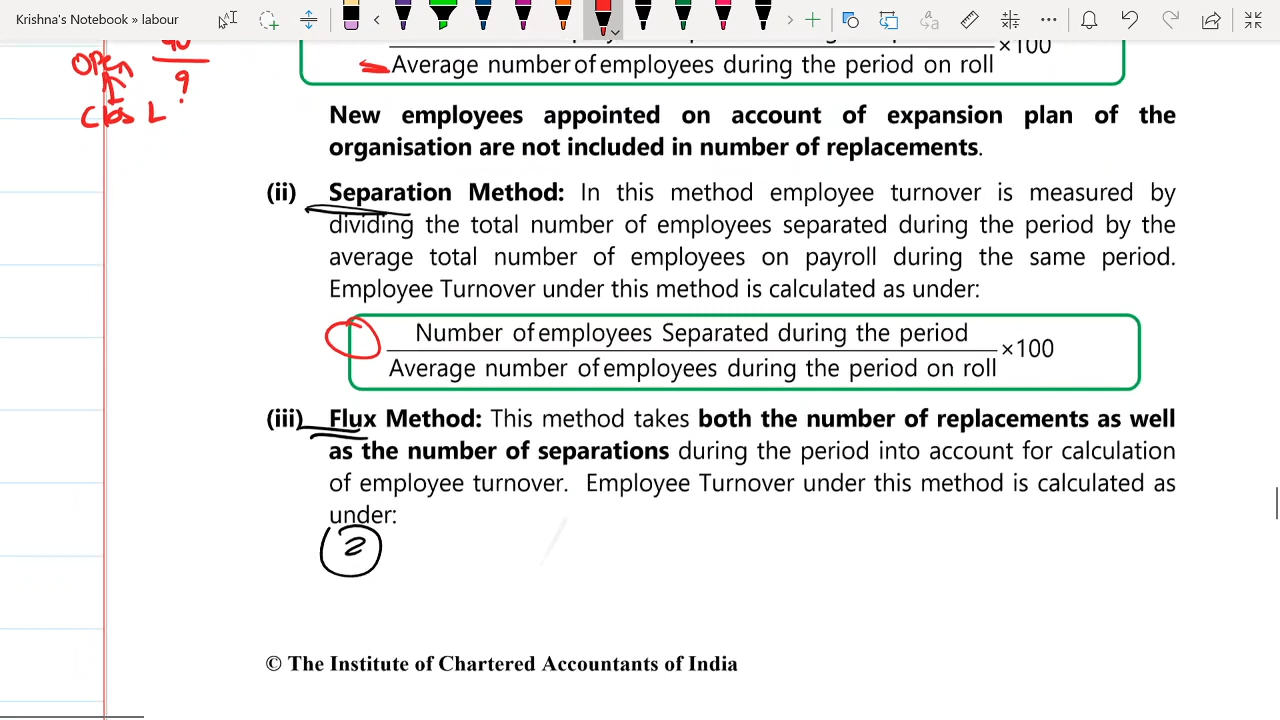 Krishna's Notebook » labour
×100
Average number of employees during the period on roll
Open
9
Clos L
New employees appointed on account of expansion plan of the
organisation are not included in number of replacements.
(ii) Separation Method: In this method employee turnover is measured by
dividing the total number of employees separated during the period by the
average total number of employees on payroll during the same period.
Employee Turnover under this method is calculated as under:
Number of employees Separated during the period
×100
Average number of employees during the period on roll
(iii) Flux Method: This method takes both the number of replacements as well
as the number of separations during the period into account for calculation
of employee turnover. Employee Turnover under this method is calculated as
under:
2
© The Institute of Chartered Accountants of India